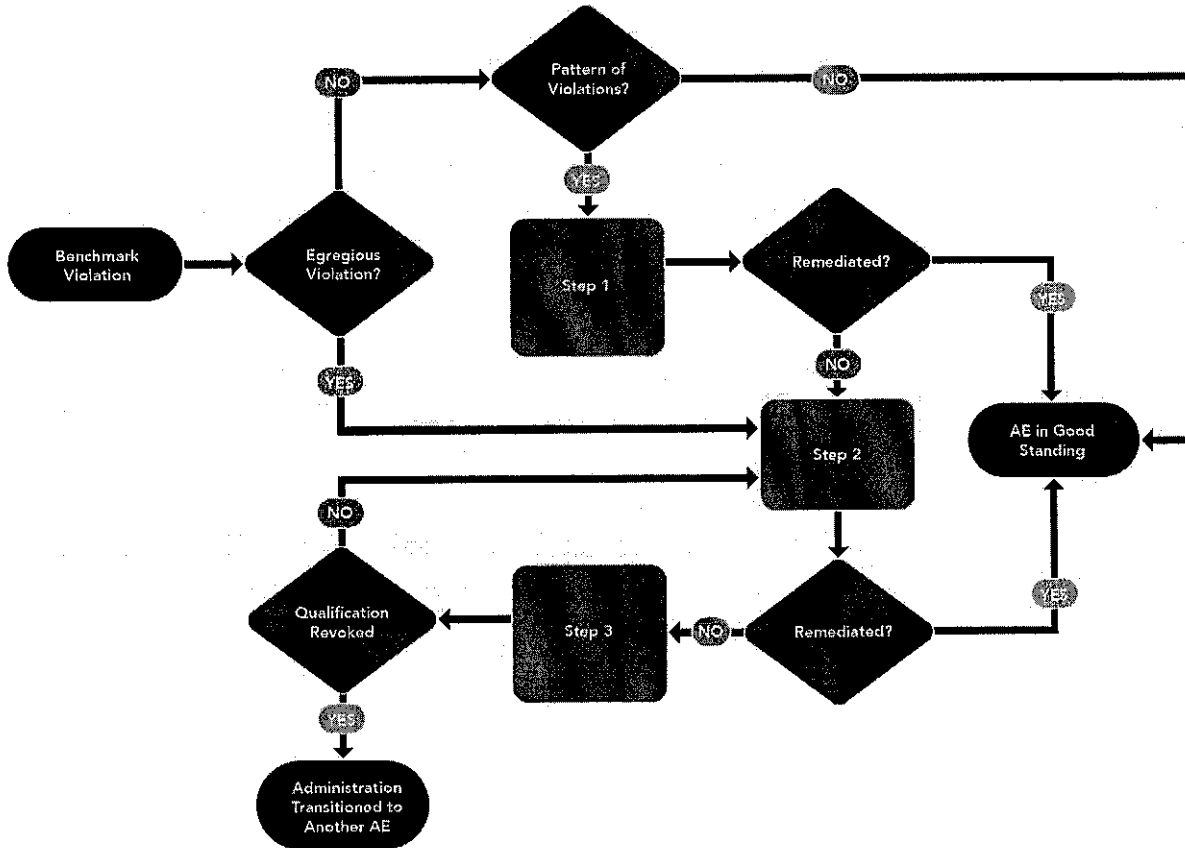 Pattern of
Violations?
NO
NO
YES
Benchmark
Violation
Egregious
Violation?
Step 1
Remediated?
YES
NO
YES
Step 2
AE in Good
Standing
NO
Qualification
Revoked
Step 3
NO
Remediated?
YES
YES
Administration
Transitioned to
Another AE